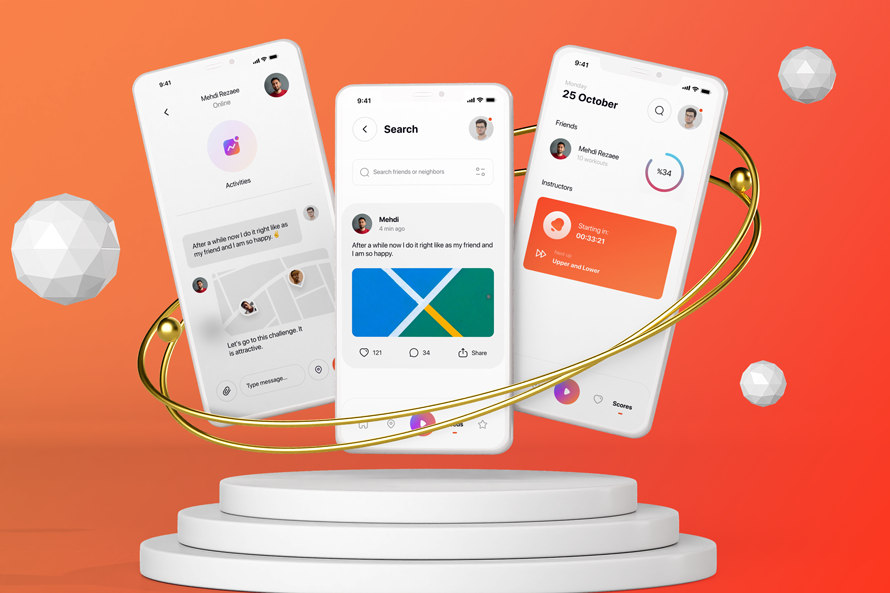 9:41
Mehdi Rezaee
Online
Activities
After a while now I do it right like as
my friend and I am so happy. 👏
Let's go to this challenge. It
is attractive.
Type message...
9:41
Search
Search friends or neighbors
Mehdi
4 min ago
After a while now I do it right like as my friend and
I am so happy.
121
34
Share
9:41
Monday
25 October
Friends
Mehdi Rezaee
10 workouts
%34
Instructors
Starting in:
00:33:21
Upper and Lower
Scores